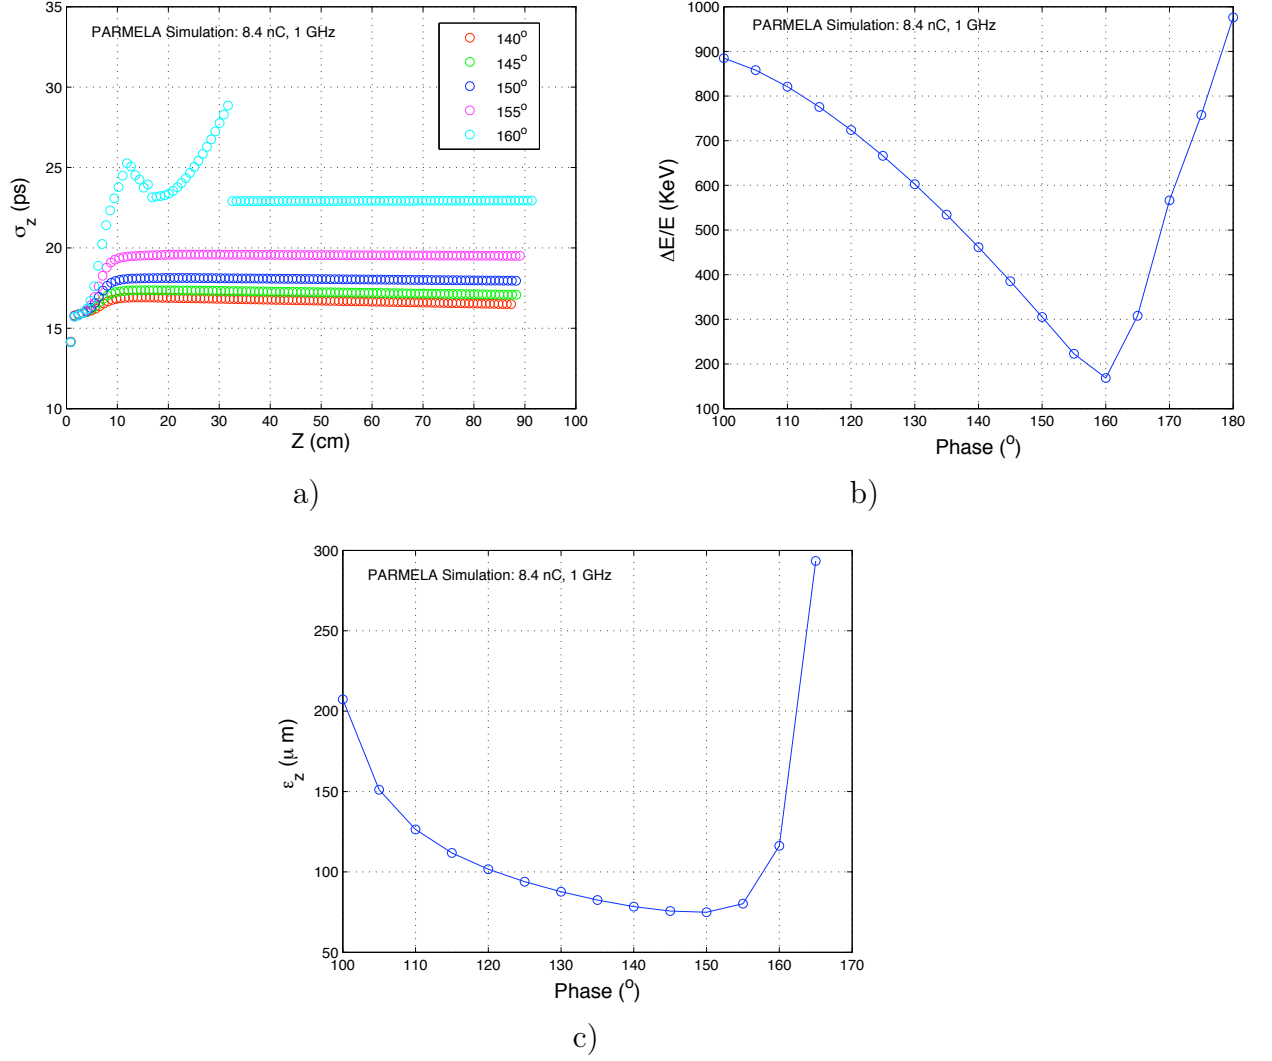 PARMELA Simulation: 8.4 nC, 1 GHz
140°
145°
150°
155°
160°
35
30
25
20
15
10
σz (ps)
0 10 20 30 40 50 60 70 80 90 100
Z (cm)
a)
PARMELA Simulation: 8.4 nC, 1 GHz
1000
900
800
700
600
500
400
300
200
100
ΔE/E (KeV)
100 110 120 130 140 150 160 170 180
Phase (°)
b)
PARMELA Simulation: 8.4 nC, 1 GHz
300
250
200
150
100
50
εz (μ m)
100 110 120 130 140 150 160 170
Phase (°)
c)